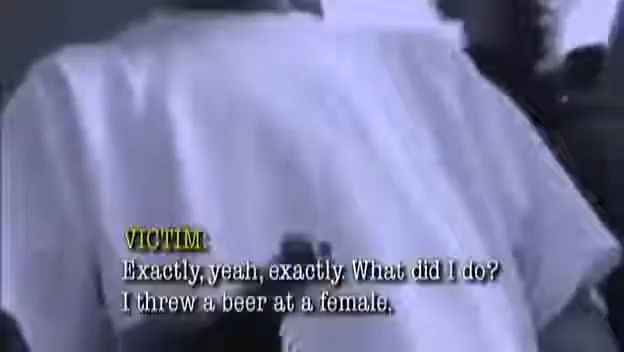 VICTIM:
Exactly, yeah, exactly. What did I do?
I threw a beer at a female.